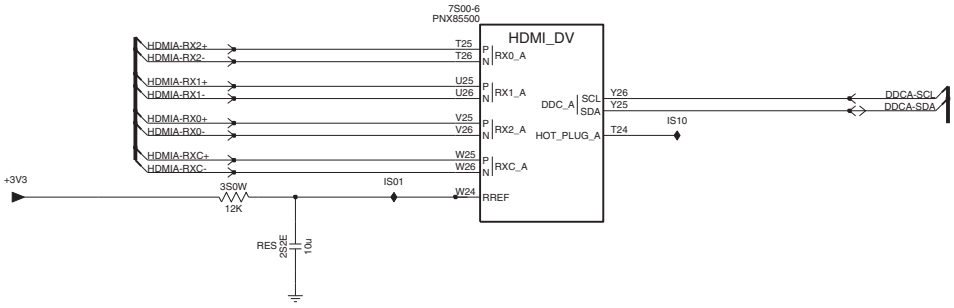 7S00-6
PNX85500
HDMI_DV
HDMIA-RX2+ T25 P
HDMIA-RX2- T26 N RX0_A
HDMIA-RX1+ U25 P
HDMIA-RX1- U26 N RX1_A
DDC_A SCL Y26 DDCA-SCL
SDA Y25 DDCA-SDA
HDMIA-RX0+ V25 P
HDMIA-RX0- V26 N RX2_A
HOT_PLUG_A T24 IS10
HDMIA-RXC+ W25 P
HDMIA-RXC- W26 N RXC_A
+3V3
3S0W
12K
IS01
W24 RREF
RES
2S2E
10u